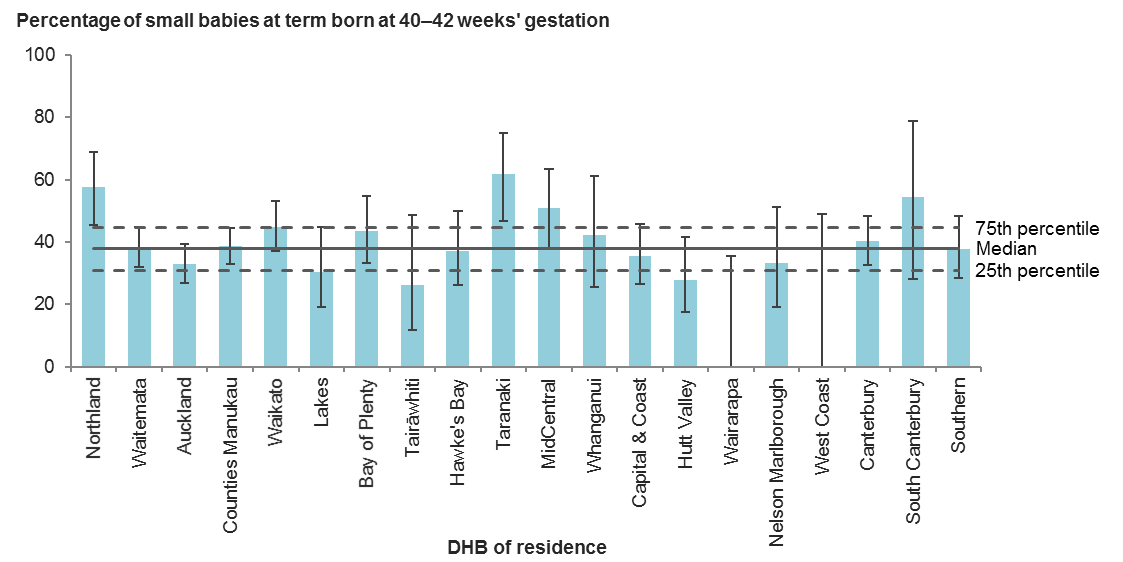 Percentage of small babies at term born at 40–42 weeks' gestation
100
80
60
40
20
0
75th percentile
Median
25th percentile
Northland
Waitemata
Auckland
Counties Manukau
Waikato
Lakes
Bay of Plenty
Tairāwhiti
Hawke's Bay
Taranaki
MidCentral
Whanganui
Capital & Coast
Hutt Valley
Wairarapa
Nelson Marlborough
West Coast
Canterbury
South Canterbury
Southern
DHB of residence